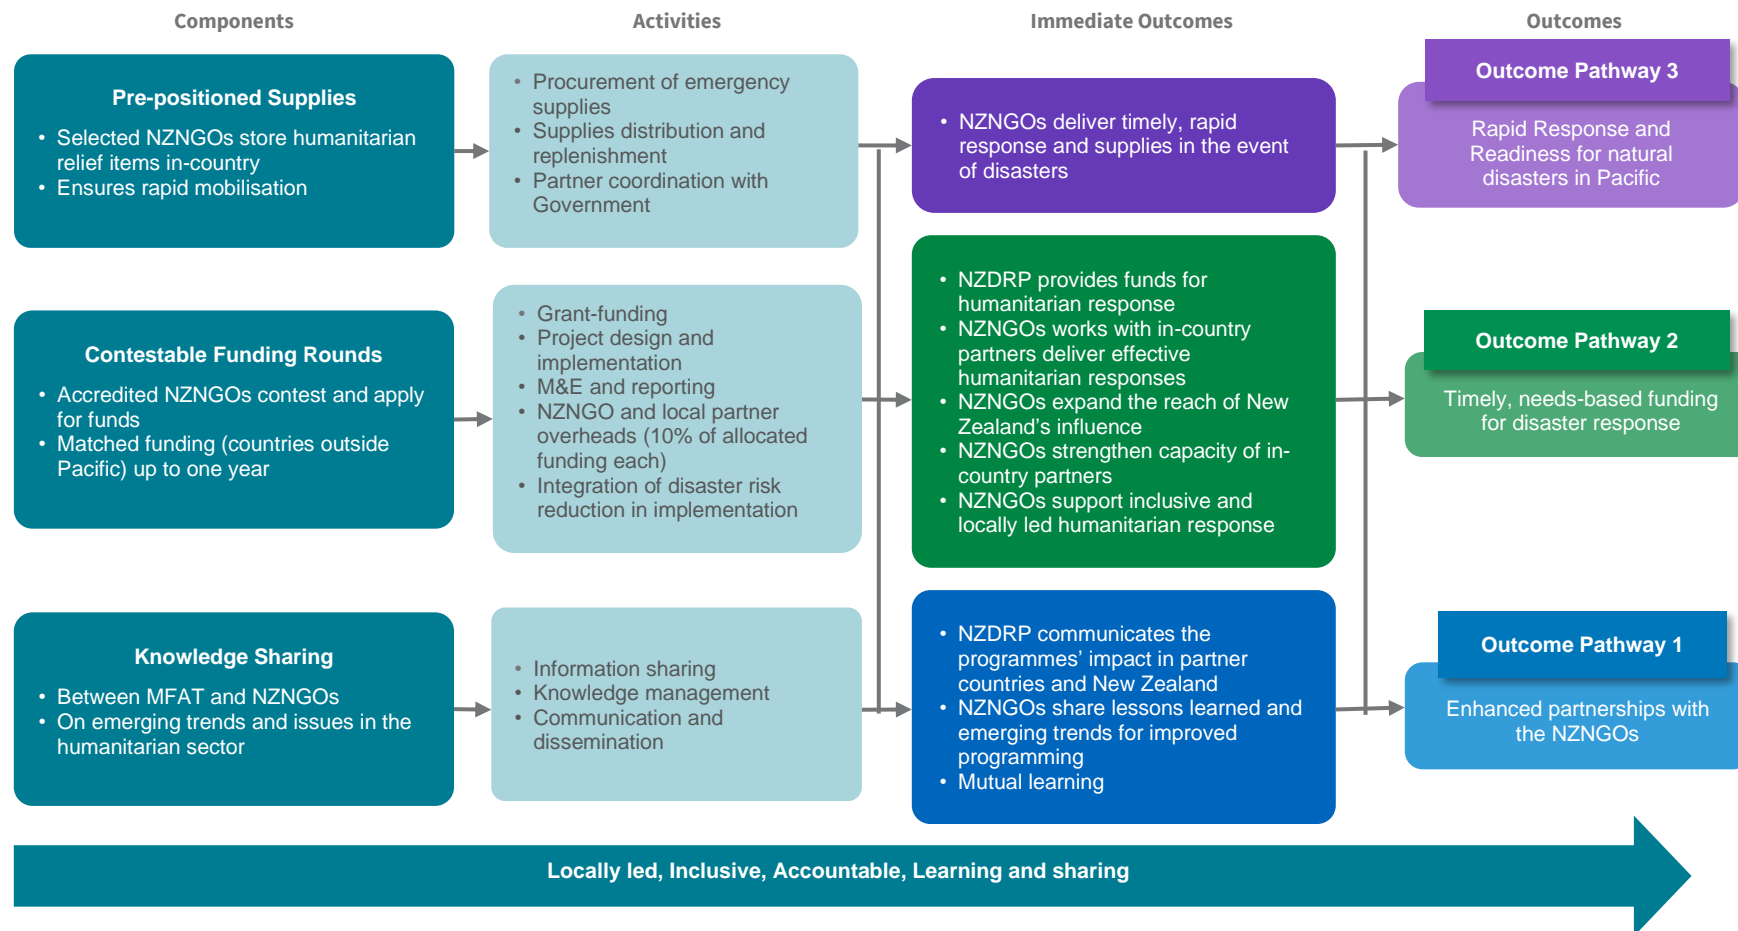 Components
Activities
Immediate Outcomes
Outcomes
Pre-positioned Supplies
• Selected NZNGOs store humanitarian
relief items in-country
• Ensures rapid mobilisation
• Procurement of emergency
supplies
• Supplies distribution and
replenishment
• Partner coordination with
Government
• NZNGOs deliver timely, rapid
response and supplies in the event
of disasters
Outcome Pathway 3
Rapid Response and
Readiness for natural
disasters in Pacific
Contestable Funding Rounds
• Accredited NZNGOs contest and apply
for funds
• Matched funding (countries outside
Pacific) up to one year
• Grant-funding
• Project design and
implementation
• M&E and reporting
• NZNGO and local partner
overheads (10% of allocated
funding each)
• Integration of disaster risk
reduction in implementation
• NZDRP provides funds for
humanitarian response
• NZNGOs works with in-country
partners deliver effective
humanitarian responses
• NZNGOs expand the reach of New
Zealand’s influence
• NZNGOs strengthen capacity of in-
country partners
• NZNGOs support inclusive and
locally led humanitarian response
Outcome Pathway 2
Timely, needs-based funding
for disaster response
Knowledge Sharing
• Between MFAT and NZNGOs
• On emerging trends and issues in the
humanitarian sector
• Information sharing
• Knowledge management
• Communication and
dissemination
• NZDRP communicates the
programmes’ impact in partner
countries and New Zealand
• NZNGOs share lessons learned and
emerging trends for improved
programming
• Mutual learning
Outcome Pathway 1
Enhanced partnerships with
the NZNGOs
Locally led, Inclusive, Accountable, Learning and sharing